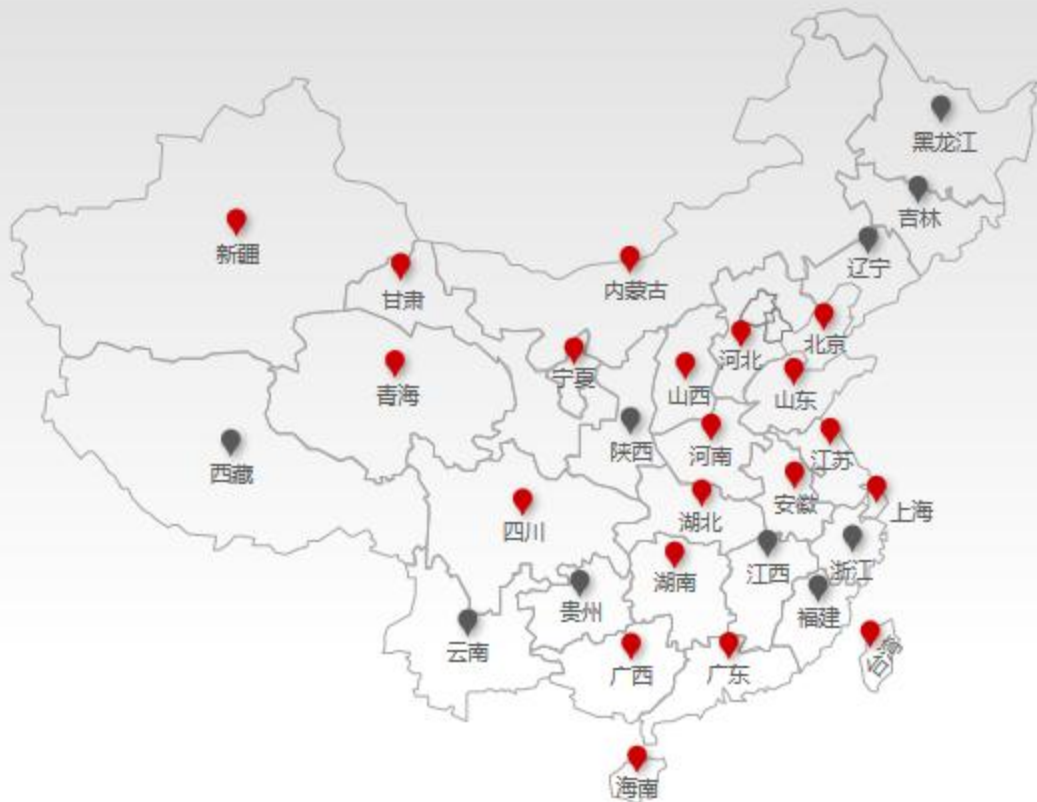 黑龙江
吉林
新疆
辽宁
甘肃
内蒙古
北京
河北
宁夏
青海
山西
山东
陕西
河南
江苏
西藏
安徽
上海
湖北
四川
浙江
江西
湖南
贵州
福建
云南
台湾
广西
广东
海南